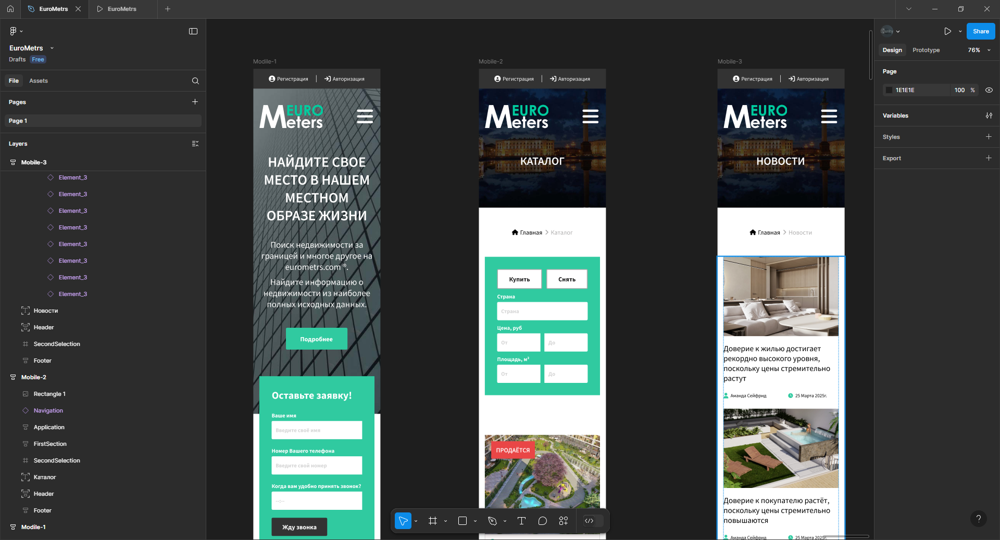 EuroMetrs
EuroMetrs
EuroMetrs
Drafts
Free
File
Assets
Pages
Page 1
Layers
Mobile-3
Element_3
Element_3
Element_3
Element_3
Element_3
Element_3
Element_3
Element_3
Новости
Header
SecondSelection
Footer
Mobile-2
Rectangle 1
Navigation
Application
FirstSection
SecondSelection
Каталог
Header
Footer
Modile-1
Modile-1
Регистрация
Авторизация
MEURO
eters
НАЙДИТЕ СВОЕ
МЕСТО В НАШЕМ
МЕСТНОМ
ОБРАЗЕ ЖИЗНИ
Поиск недвижимости за
границей и многое другое на
eurometrs.com ®.
Найдите информацию о
недвижимости из наиболее
полных исходных данных.
Подробнее
Оставьте заявку!
Ваше имя
Введите своё имя
Номер Вашего телефона
Введите свой номер
Когда вам удобно принять звонок?
--:--
Жду звонка
Mobile-2
Регистрация
Авторизация
MEURO
eters
КАТАЛОГ
Главная
Каталог
Купить
Снять
Страна
Страна
Цена, руб
От
До
Площадь, м²
От
До
ПРОДАЁТСЯ
Mobile-3
Регистрация
Авторизация
MEURO
eters
НОВОСТИ
Главная
Новости
Доверие к жилью достигает
рекордно высокого уровня,
поскольку цены стремительно
растут
Аманда Сейфрид
25 Марта 2025г.
Доверие к покупателю растёт,
поскольку цены стремительно
повышаются
Аманда Сейфрид
25 Марта 2025г.
Share
Design
Prototype
76%
Page
1E1E1E
100
%
Variables
Styles
Export
?